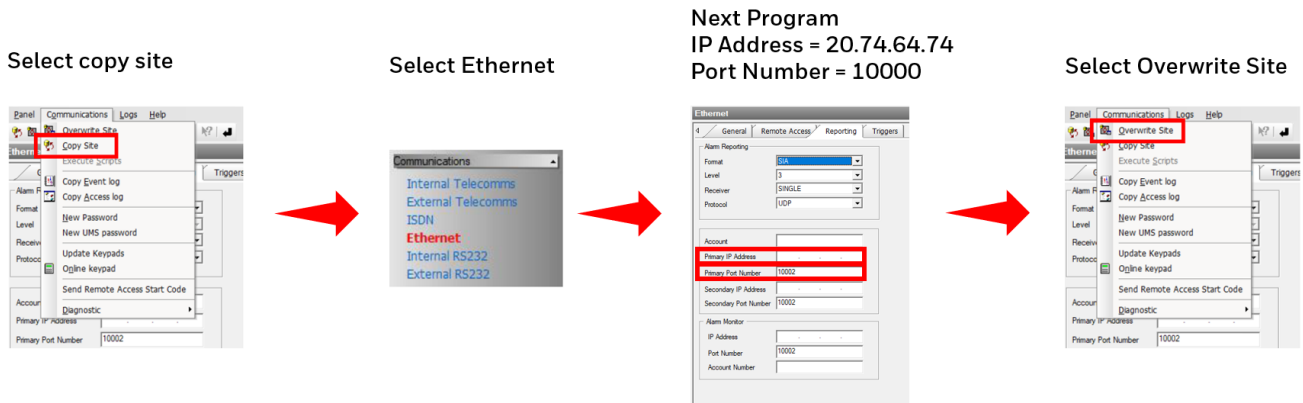 Select copy site
Panel Communications Logs Help
Overwrite Site
Copy Site
Execute Scripts
Triggers
Copy Event log
Copy Access log
Format
New Password
Level
New UMS password
Update Keypads
Online keypad
Send Remote Access Start Code
Diagnostic
Primary IP Address
Primary Port Number 10002
Select Ethernet
Communications
Internal Telecomms
External Telecomms
ISDN
Ethernet
Internal RS232
External RS232
Next Program
IP Address = 20.74.64.74
Port Number = 10000
Ethernet
General Remote Access Reporting Triggers
Alarm Reporting
Format SIA
Level 3
Receiver SINGLE
Protocol UDP
Account
Primary IP Address
Primary Port Number 10002
Secondary IP Address
Secondary Port Number 10002
Alarm Monitor
IP Address
Port Number 10002
Account Number
Select Overwrite Site
Panel Communications Logs Help
Overwrite Site
Copy Site
Execute Scripts
Triggers
Copy Event log
Copy Access log
Format
New Password
Level
New UMS password
Update Keypads
Online keypad
Send Remote Access Start Code
Diagnostic
Primary IP Address
Primary Port Number 10002